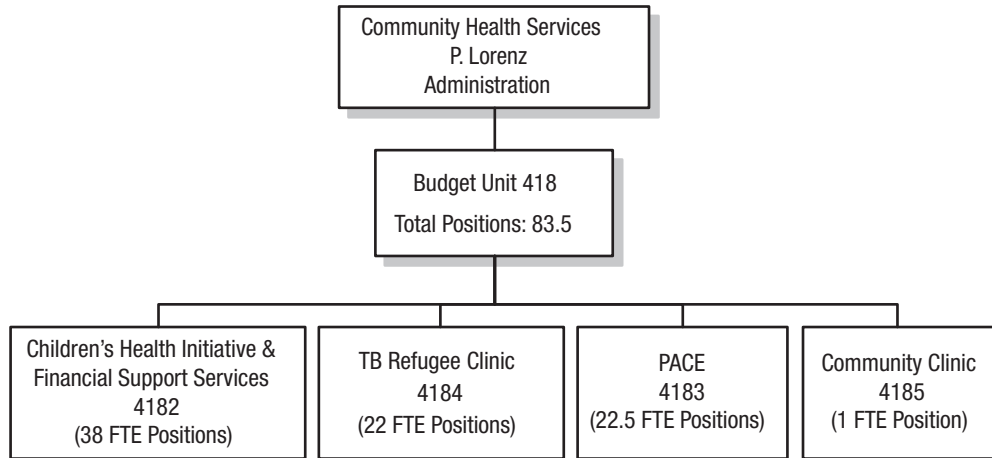 Community Health Services
P. Lorenz
Administration
Budget Unit 418
Total Positions: 83.5
Children’s Health Initiative &
Financial Support Services
4182
(38 FTE Positions)
TB Refugee Clinic
4184
(22 FTE Positions)
PACE
4183
(22.5 FTE Positions)
Community Clinic
4185
(1 FTE Position)